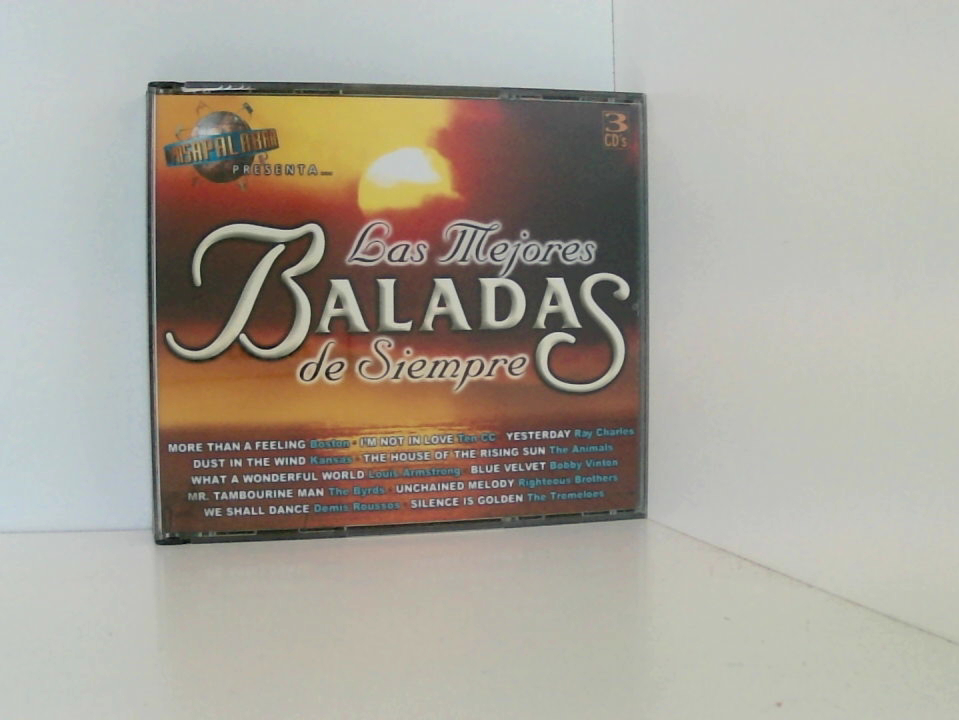 PASAPALABRA
PRESENTA...
3
CD's
Las Mejores
BALADAS
de Siempre
MORE THAN A FEELING Boston · I'M NOT IN LOVE Ten CC YESTERDAY Ray Charles
DUST IN THE WIND Kansas · THE HOUSE OF THE RISING SUN The Animals
WHAT A WONDERFUL WORLD Louis Armstrong · BLUE VELVET Bobby Vinton
MR. TAMBOURINE MAN The Byrds · UNCHAINED MELODY Righteous Brothers
WE SHALL DANCE Demis Roussos · SILENCE IS GOLDEN The Tremeloes